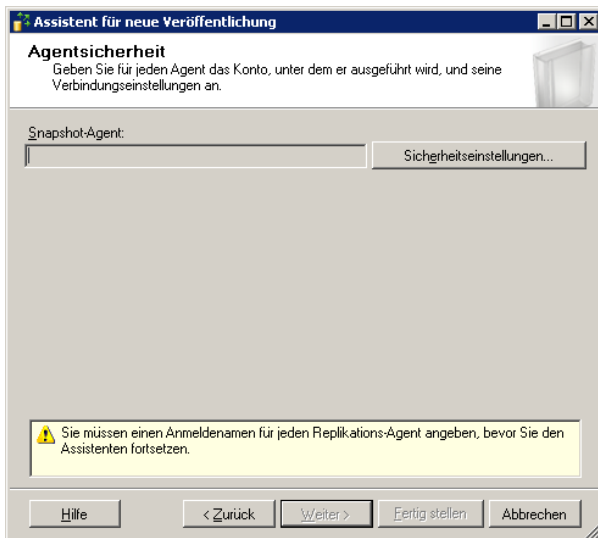 Assistent für neue Veröffentlichung
Agentsicherheit
Geben Sie für jeden Agent das Konto, unter dem er ausgeführt wird, und seine
Verbindungseinstellungen an.
Snapshot-Agent:
Sicherheitseinstellungen...
Sie müssen einen Anmeldenamen für jeden Replikations-Agent angeben, bevor Sie den
Assistenten fortsetzen.
Hilfe
< Zurück
Weiter >
Fertig stellen
Abbrechen